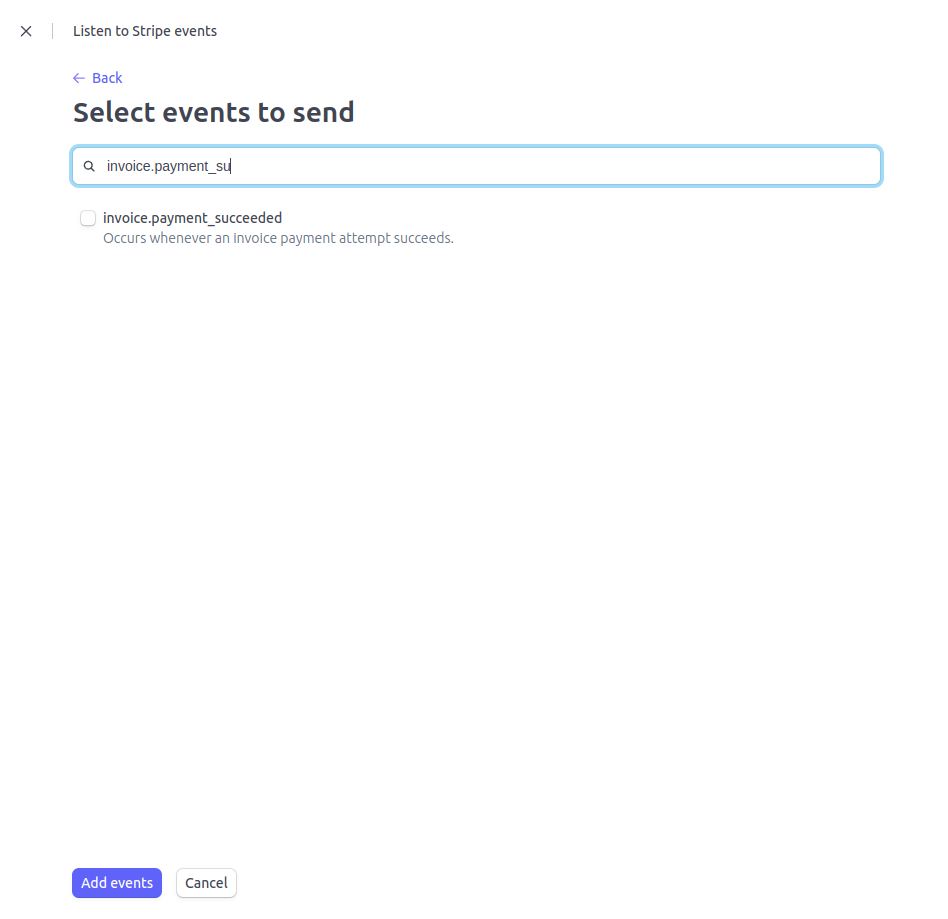 Listen to Stripe events
Back
Select events to send
invoice.payment_su
invoice.payment_succeeded
Occurs whenever an invoice payment attempt succeeds.
Add events
Cancel